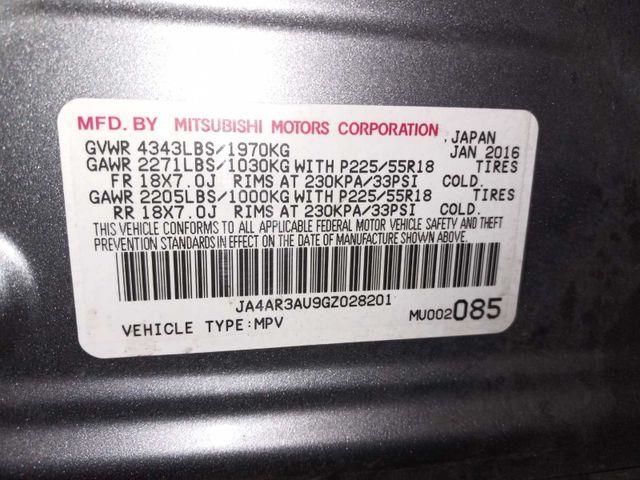 MFD. BY MITSUBISHI MOTORS CORPORATION , JAPAN
GVWR 4343LBS/1970KG JAN 2016
GAWR 2271LBS/1030KG WITH P225/55R18 TIRES
FR 18X7.0J RIMS AT 230KPA/33PSI COLD.
GAWR 2205LBS/1000KG WITH P225/55R18 TIRES
RR 18X7.0J RIMS AT 230KPA/33PSI COLD.
THIS VEHICLE CONFORMS TO ALL APPLICABLE FEDERAL MOTOR VEHICLE SAFETY AND THEFT
PREVENTION STANDARDS IN EFFECT ON THE DATE OF MANUFACTURE SHOWN ABOVE.
JA4AR3AU9GZ028201
VEHICLE TYPE:MPV MU002085